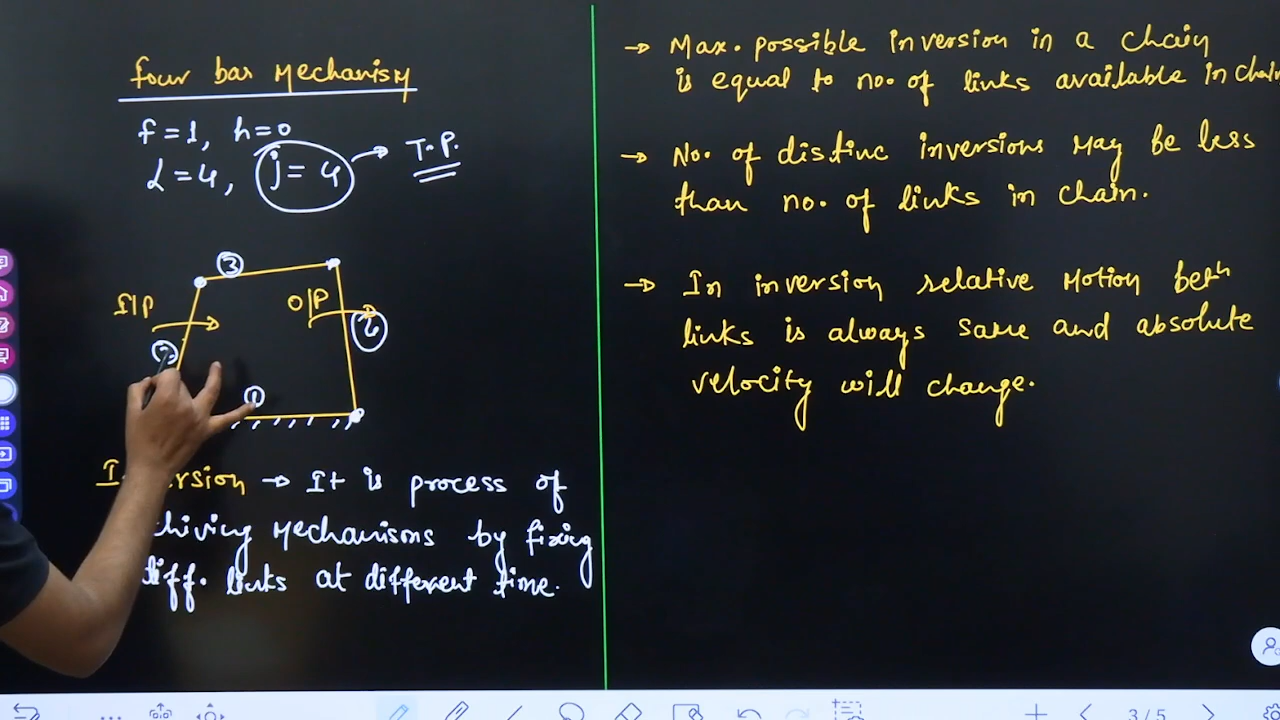 four bar Mechanism
f=1, h=0
L=4, j=4 → T.P.
③
I/P
O/P
④
②
①
→ It is process of
Mechanisms by fixing
links at different time.
→ Max. possible inversion in a chain
is equal to no. of links available in chain
→ No. of distinc inversions may be less
than no. of links in chain.
→ In inversion relative Motion betn
links is always same and absolute
velocity will change.
3/5